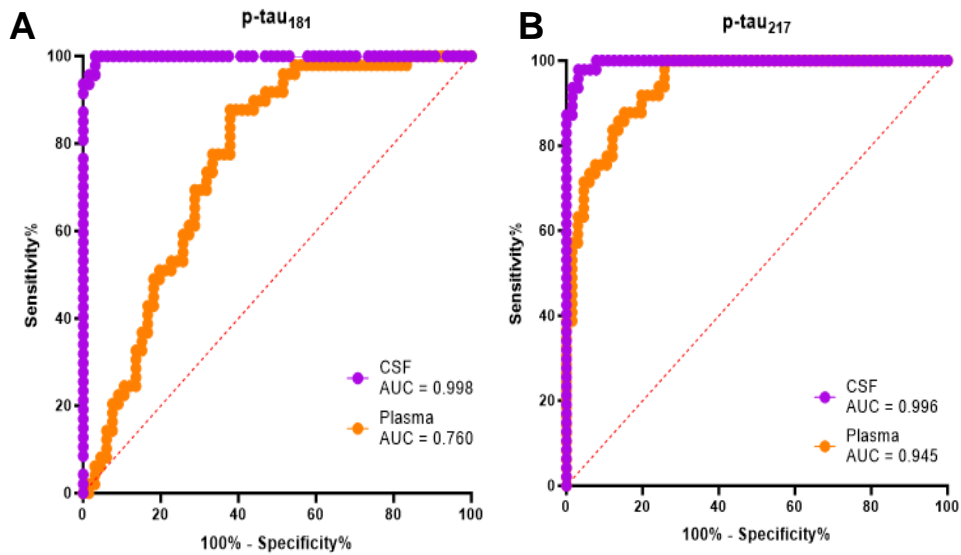 A
p-tau181
100
80
60
40
20
0
Sensitivity%
0
20
40
60
80
100
100% - Specificity%
CSF
AUC = 0.998
Plasma
AUC = 0.760
B
p-tau217
100
80
60
40
20
0
Sensitivity%
0
20
40
60
80
100
100% - Specificity%
CSF
AUC = 0.996
Plasma
AUC = 0.945